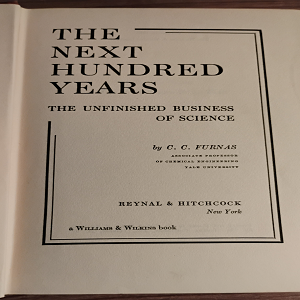 THE
NEXT
HUNDRED
YEARS
THE UNFINISHED BUSINESS
OF SCIENCE
by C. C. FURNAS
ASSOCIATE PROFESSOR
OF CHEMICAL ENGINEERING
YALE UNIVERSITY
REYNAL & HITCHCOCK
New York
a WILLIAMS & WILKINS book